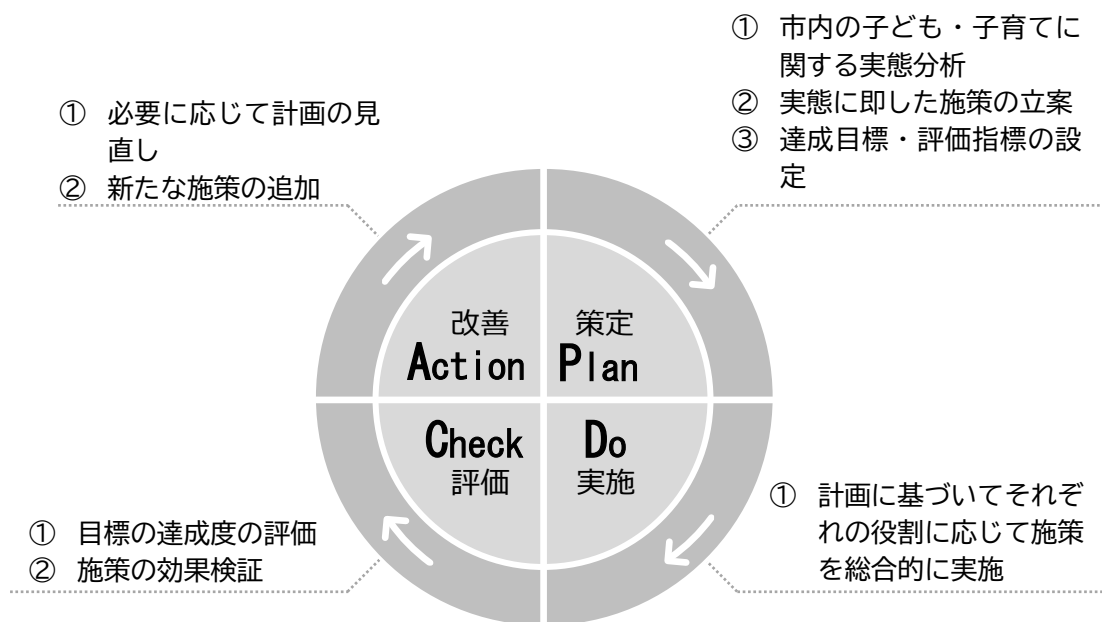 ① 市内の子ども・子育てに
関する実態分析
② 実態に即した施策の立案
③ 達成目標・評価指標の設
定
① 必要に応じて計画の見
直し
② 新たな施策の追加
改善
Action
策定
Plan
Check
評価
Do
実施
① 目標の達成度の評価
② 施策の効果検証
① 計画に基づいてそれぞ
れの役割に応じて施策
を総合的に実施